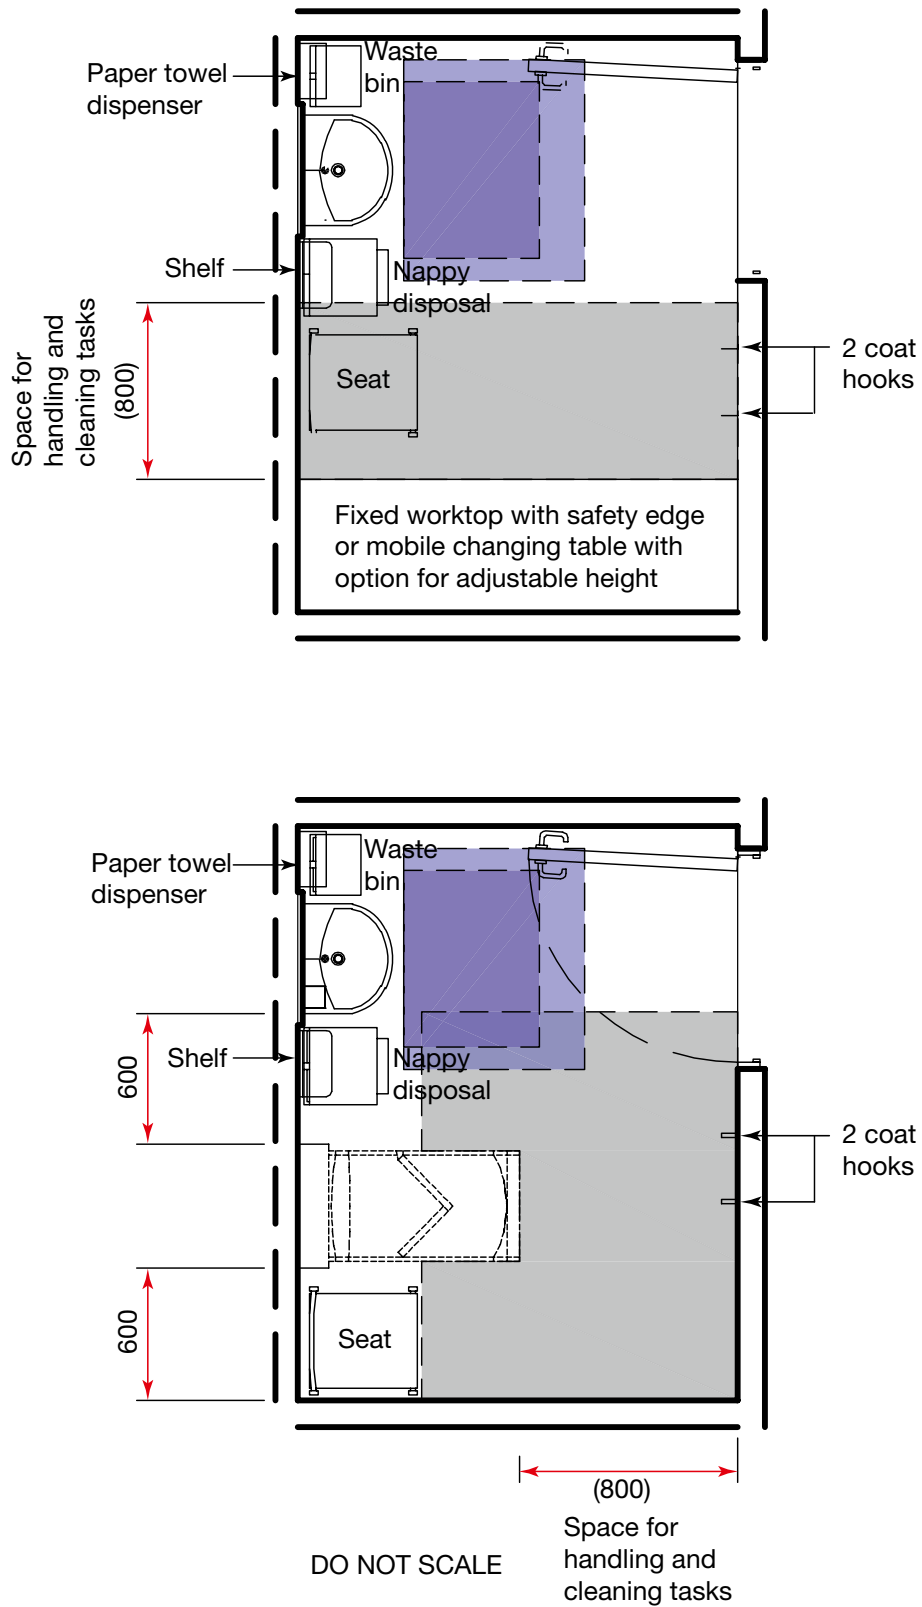 Waste
bin
Paper towel
dispenser
Shelf
Nappy
disposal
Space for
handling and
cleaning tasks
(800)
Seat
2 coat
hooks
Fixed worktop with safety edge
or mobile changing table with
option for adjustable height
Waste
bin
Paper towel
dispenser
600
Shelf
Nappy
disposal
2 coat
hooks
600
Seat
(800)
Space for
handling and
cleaning tasks
DO NOT SCALE